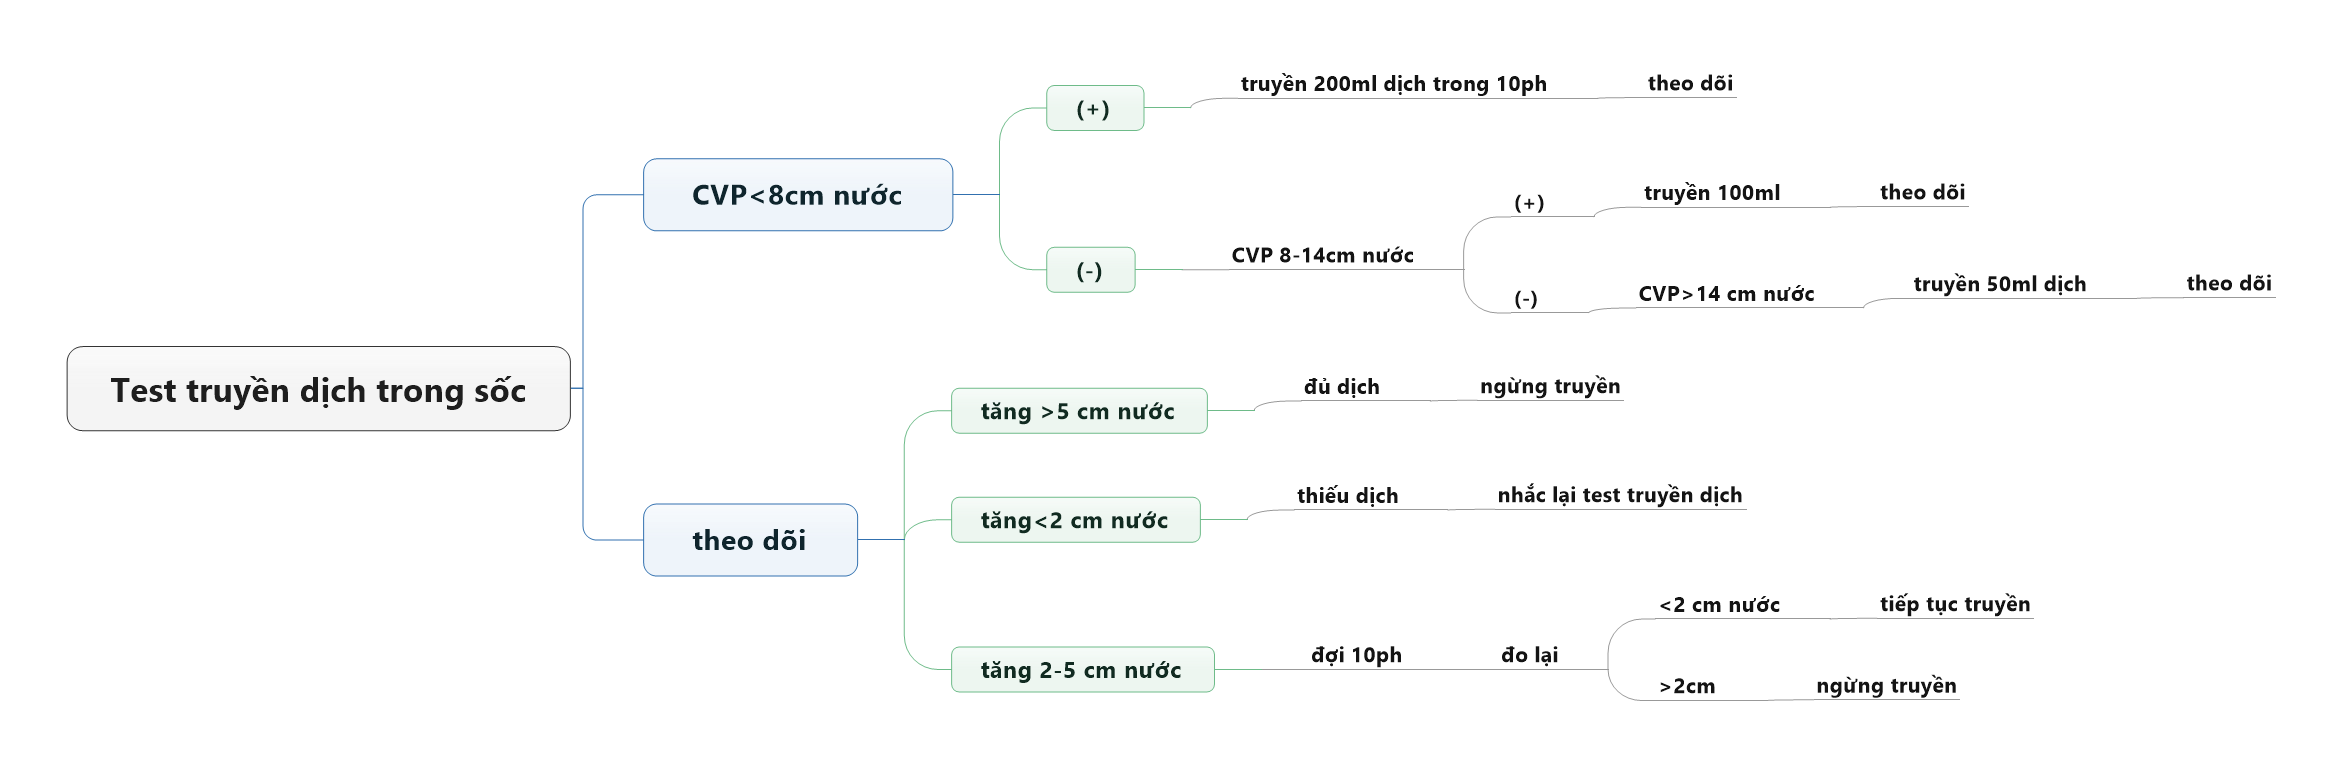 Test truyền dịch trong sốc
CVP<8cm nước
(+)
truyền 200ml dịch trong 10ph
theo dõi
(-)
CVP 8-14cm nước
(+)
truyền 100ml
theo dõi
(-)
CVP>14 cm nước
truyền 50ml dịch
theo dõi
theo dõi
tăng >5 cm nước
đủ dịch
ngừng truyền
tăng<2 cm nước
thiếu dịch
nhắc lại test truyền dịch
tăng 2-5 cm nước
đợi 10ph
đo lại
<2 cm nước
tiếp tục truyền
>2cm
ngừng truyền